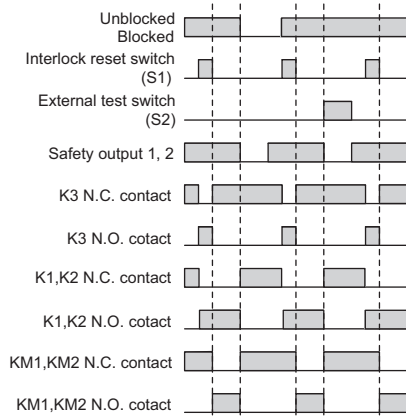 Unblocked
Blocked
Interlock reset switch
(S1)
External test switch
(S2)
Safety output 1, 2
K3 N.C. contact
K3 N.O. cotact
K1,K2 N.C. contact
K1,K2 N.O. cotact
KM1,KM2 N.C. contact
KM1,KM2 N.O. cotact